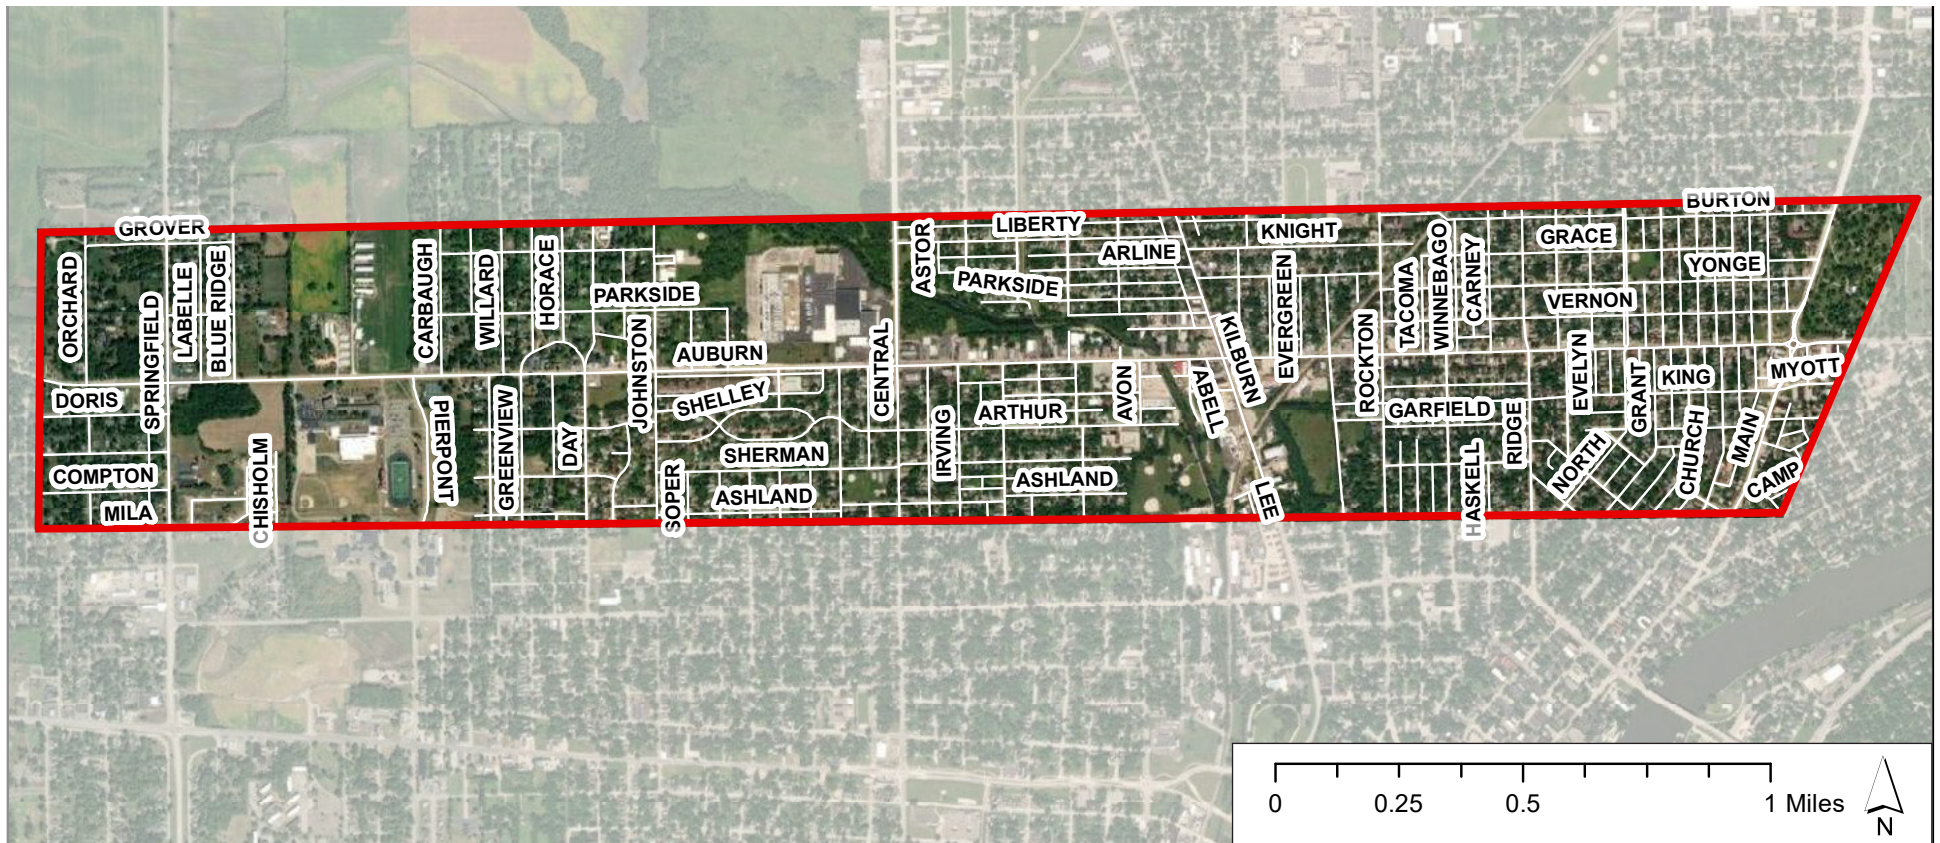 BURTON
GROVER
LIBERTY
KNIGHT
GRACE
ASTOR
ARLINE
YONGE
ORCHARD
SPRINGFIELD
LABELLE
BLUE RIDGE
CARBAUGH
WILLARD
HORACE
PARKSIDE
PARKSIDE
EVERGREEN
TACOMA
WINNEBAGO
CARNEY
VERNON
JOHNSTON
AUBURN
CENTRAL
KILBURN
ROCKTON
EVELYN
MYOTT
DORIS
SHELLEY
AVON
ABELL
GRANT
KING
PIERPONT
GREENVIEW
DAY
IRVING
ARTHUR
GARFIELD
RIDGE
CHURCH
MAIN
CHISHOLM
COMPTON
SHERMAN
SOPER
ASHLAND
ASHLAND
HASKELL
NORTH
CAMP
MILA
LEE
0 0.25 0.5 1 Miles
N